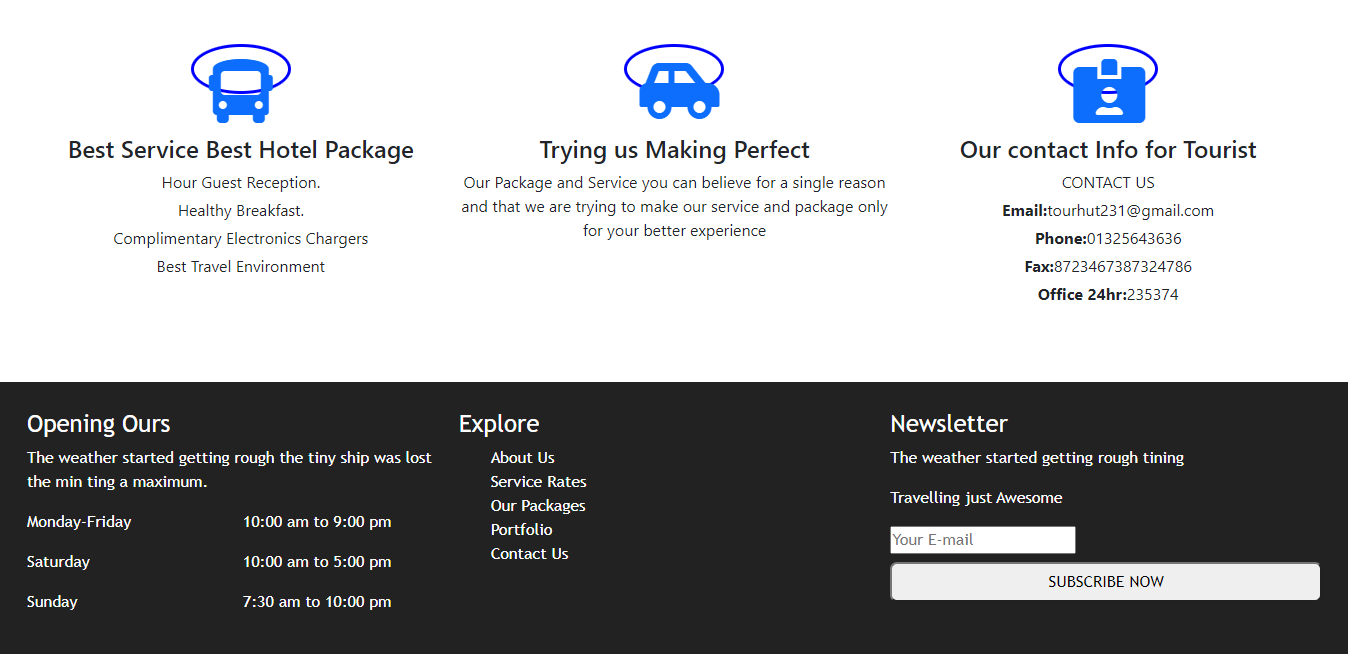 Best Service Best Hotel Package
Hour Guest Reception.
Healthy Breakfast.
Complimentary Electronics Chargers
Best Travel Environment
Trying us Making Perfect
Our Package and Service you can believe for a single reason
and that we are trying to make our service and package only
for your better experience
Our contact Info for Tourist
CONTACT US
Email:tourhut231@gmail.com
Phone:01325643636
Fax:8723467387324786
Office 24hr:235374
Opening Ours
The weather started getting rough the tiny ship was lost
the min ting a maximum.
Monday-Friday 10:00 am to 9:00 pm
Saturday 10:00 am to 5:00 pm
Sunday 7:30 am to 10:00 pm
Explore
About Us
Service Rates
Our Packages
Portfolio
Contact Us
Newsletter
The weather started getting rough tining
Travelling just Awesome
Your E-mail
SUBSCRIBE NOW